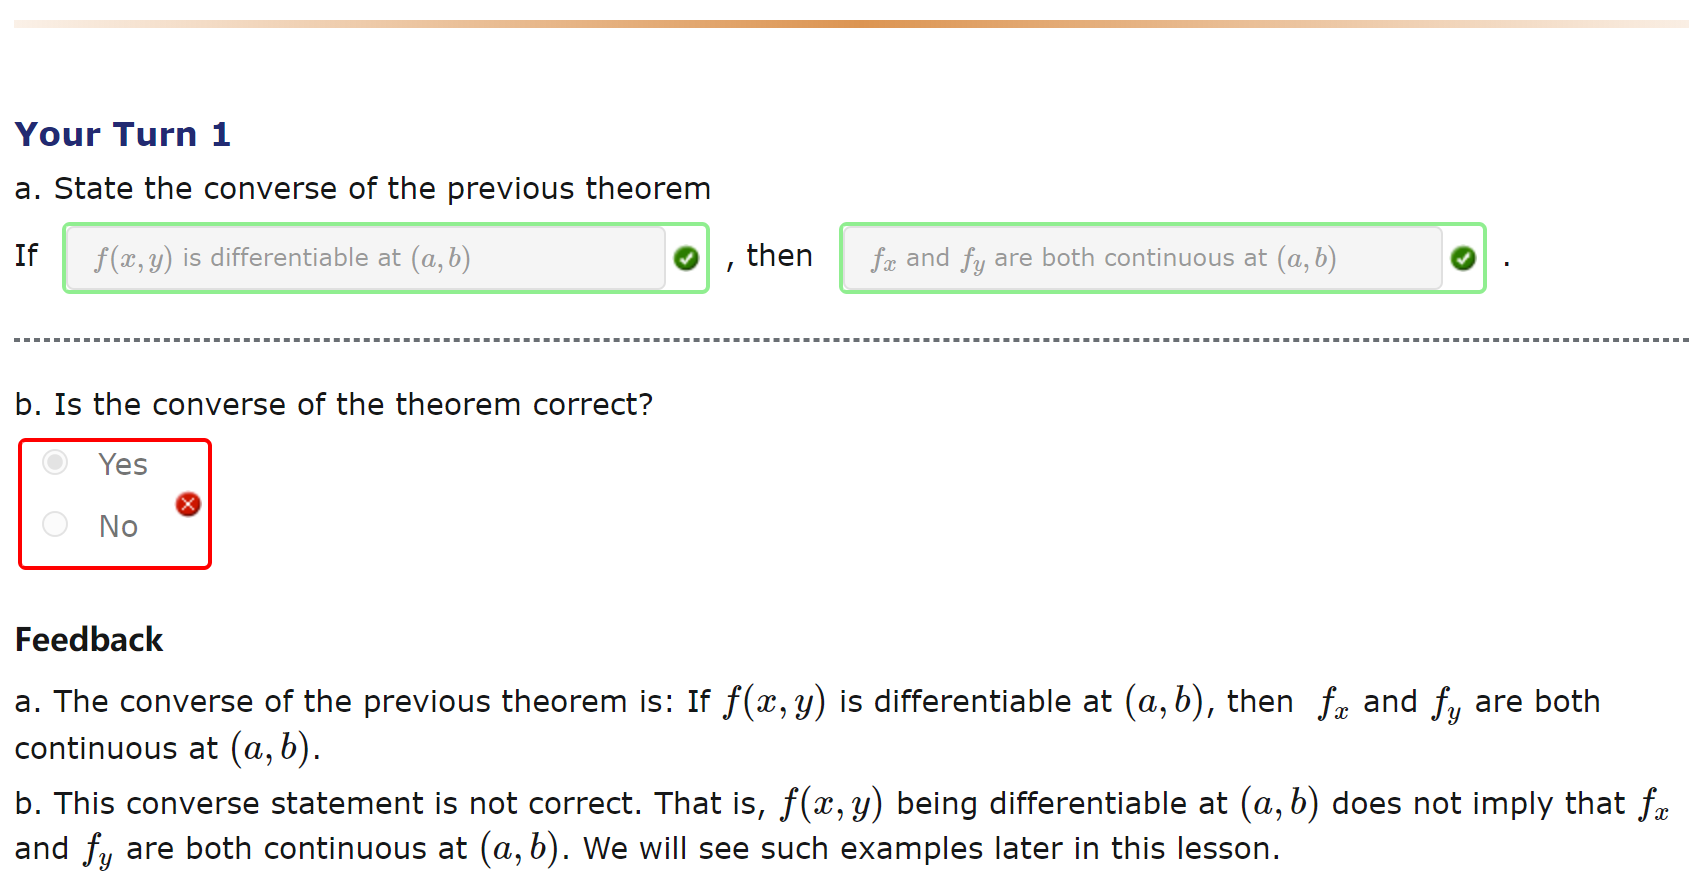 Your Turn 1
a. State the converse of the previous theorem
If f(x, y) is differentiable at (a, b) , then f_x and f_y are both continuous at (a, b) .
b. Is the converse of the theorem correct?
Yes
No
Feedback
a. The converse of the previous theorem is: If f(x, y) is differentiable at (a, b), then f_x and f_y are both
continuous at (a, b).
b. This converse statement is not correct. That is, f(x, y) being differentiable at (a, b) does not imply that f_x
and f_y are both continuous at (a, b). We will see such examples later in this lesson.